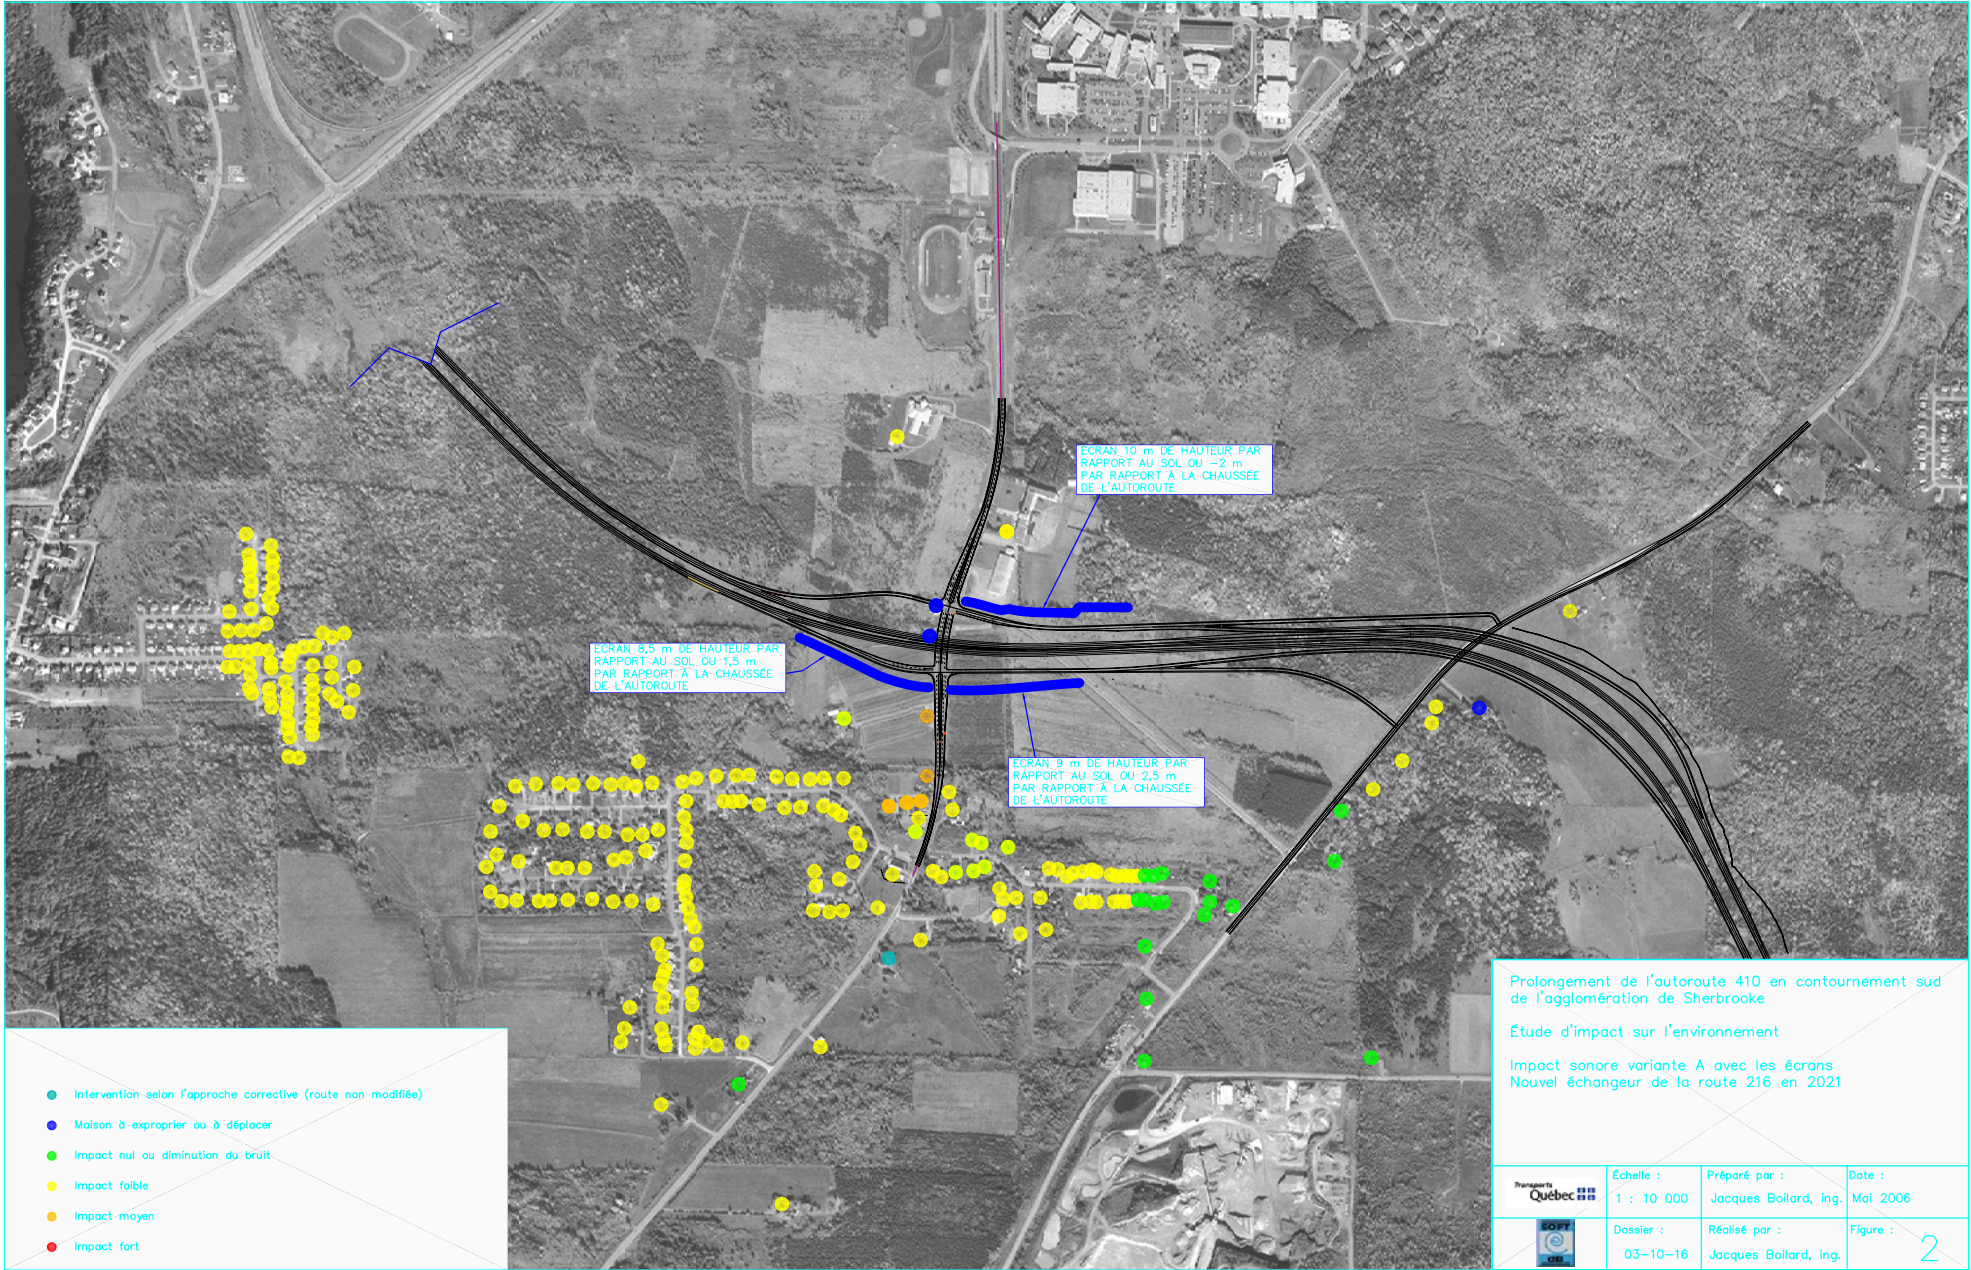 ÉCRAN 10 m DE HAUTEUR PAR
RAPPORT AU SOL OU -2 m
PAR RAPPORT À LA CHAUSSÉE
DE L'AUTOROUTE
ÉCRAN 8,5 m DE HAUTEUR PAR
RAPPORT AU SOL OU 1,5 m
PAR RAPPORT À LA CHAUSSÉE
DE L'AUTOROUTE
ÉCRAN 9 m DE HAUTEUR PAR
RAPPORT AU SOL OU 2,5 m
PAR RAPPORT À LA CHAUSSÉE
DE L'AUTOROUTE
Intervention selon l'approche corrective (route non modifiée)
Maison à exproprier ou à déplacer
Impact nul ou diminution du bruit
Impact faible
Impact moyen
Impact fort
Prolongement de l'autoroute 410 en contournement sud
de l'agglomération de Sherbrooke
Étude d'impact sur l'environnement
Impact sonore variante A avec les écrans
Nouvel échangeur de la route 216 en 2021
Transports
Québec
Échelle :
1 : 10 000
Préparé par :
Jacques Boilard, ing.
Date :
Mai 2006
SOFT
dB
Dossier :
03-10-16
Réalisé par :
Jacques Boilard, ing.
Figure :
2